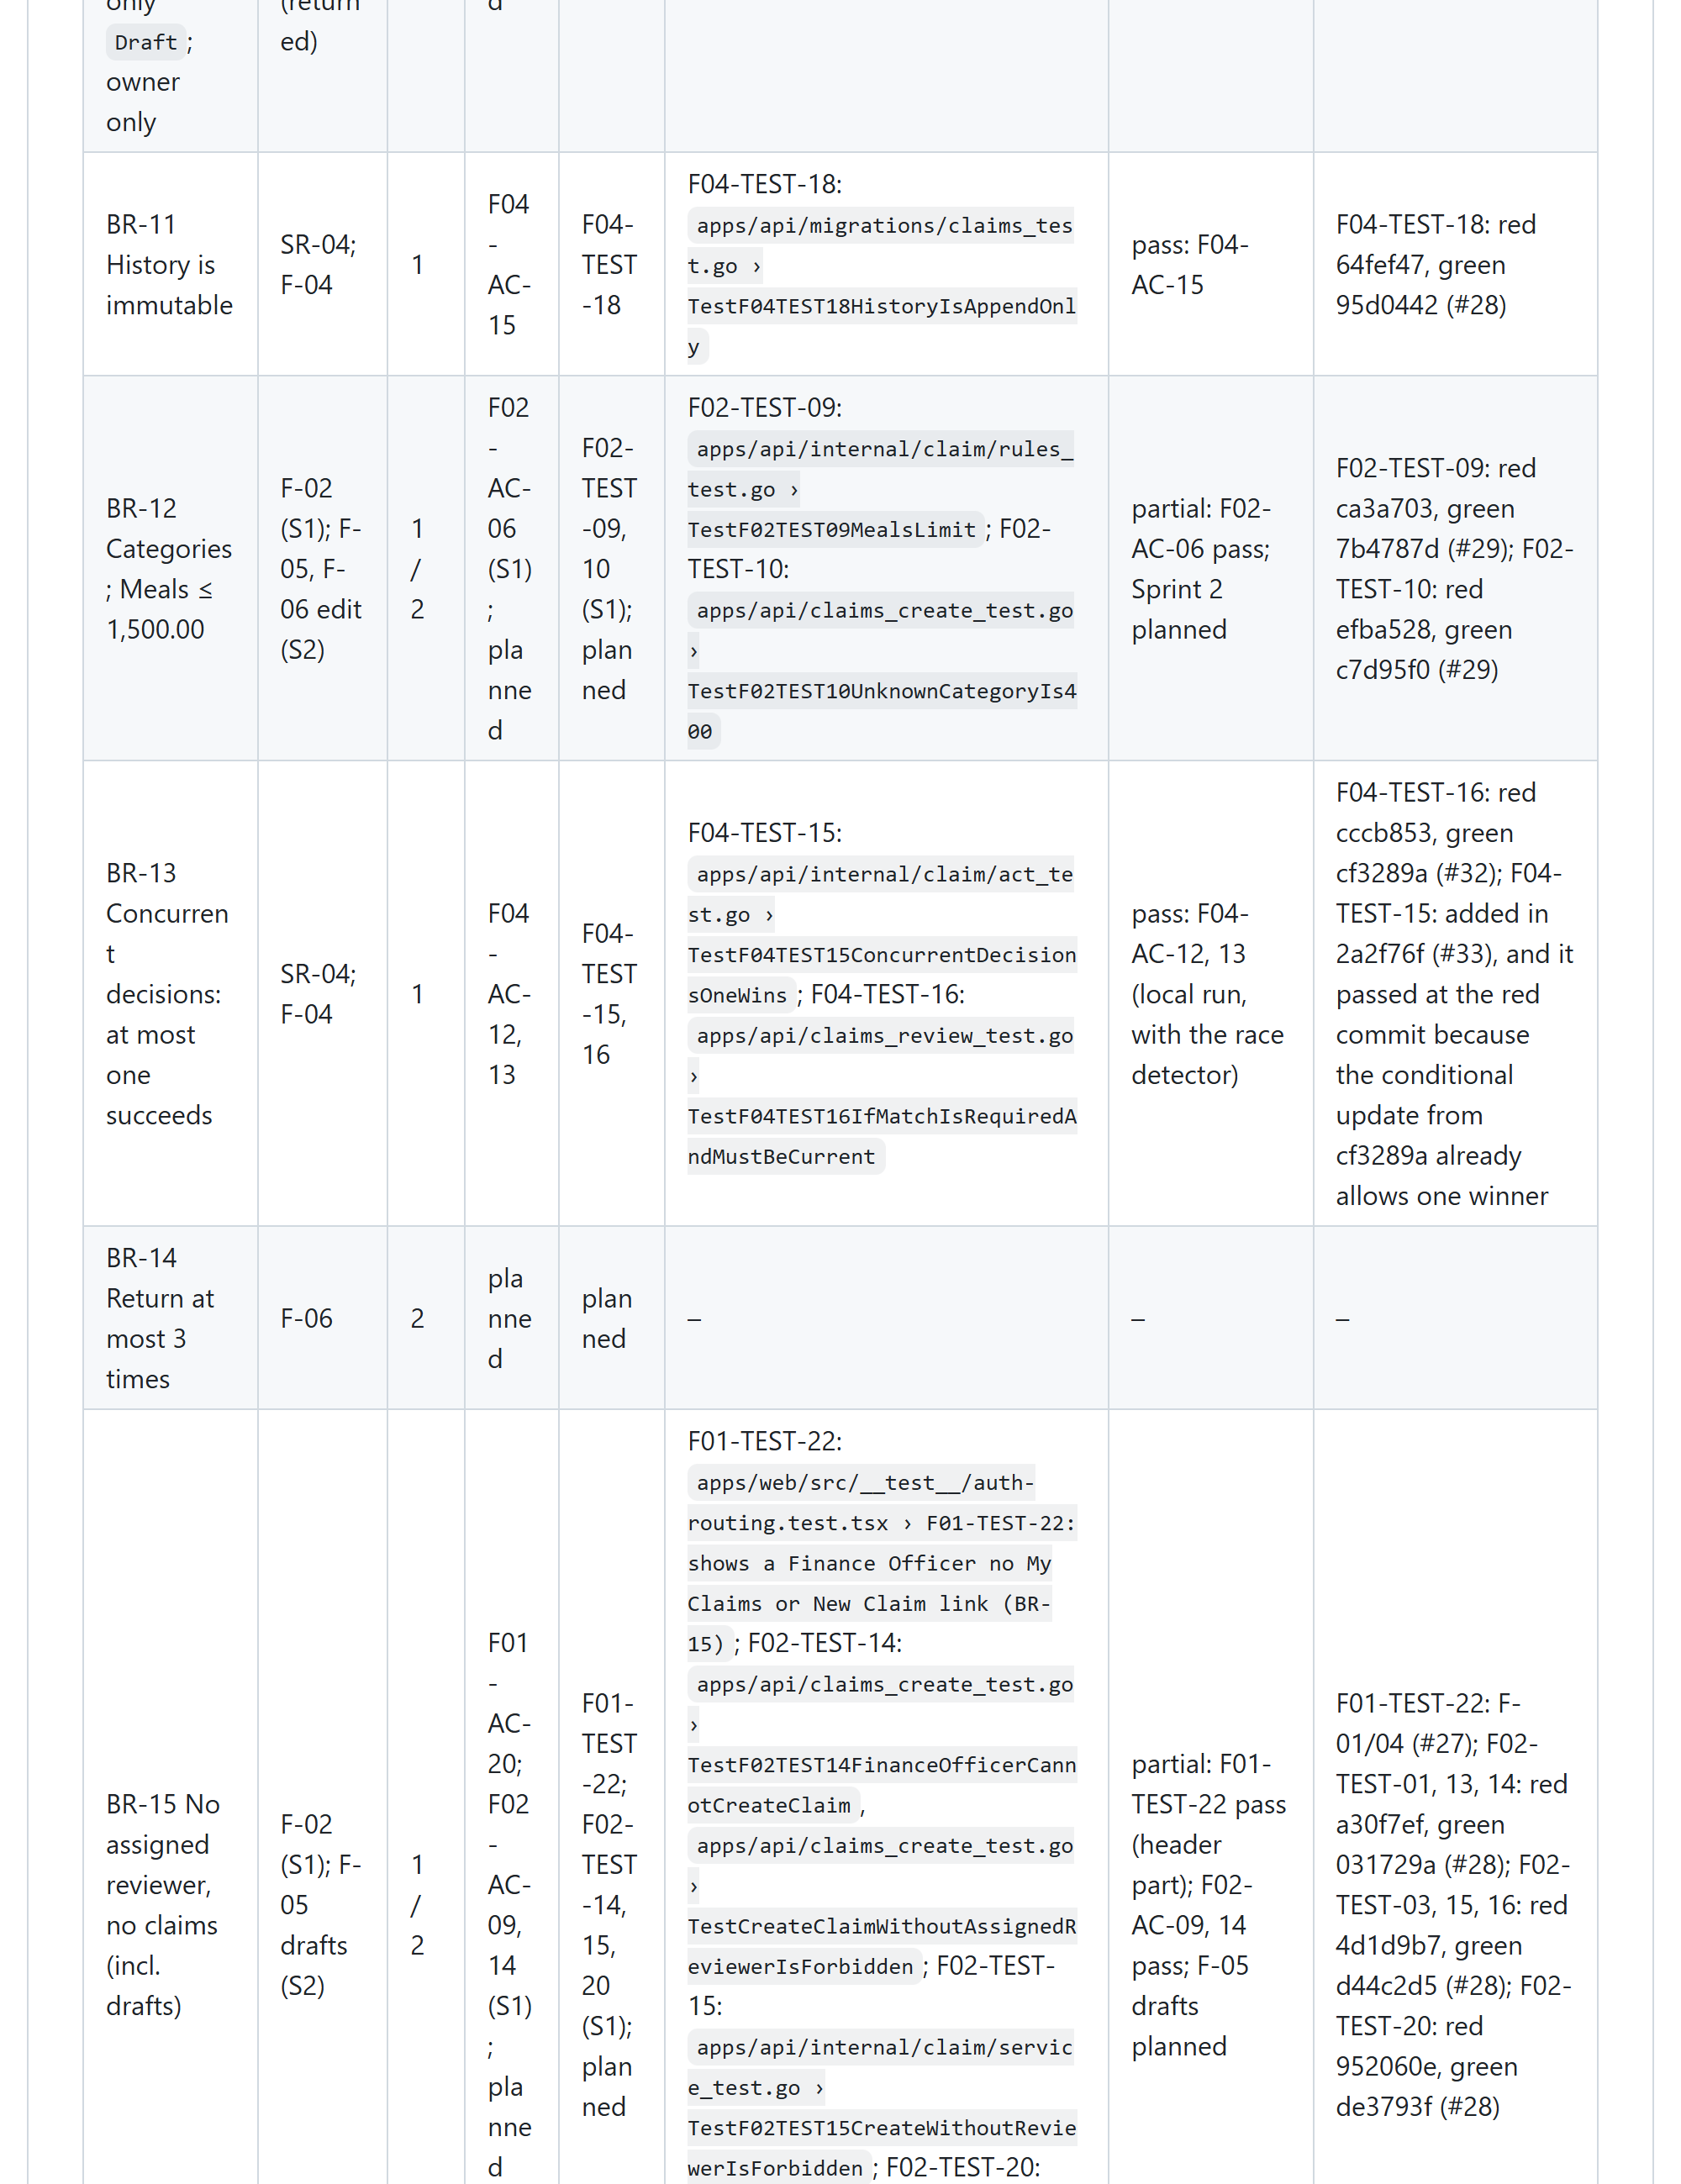 only
Draft ;
owner
only
(return
ed)
d
BR-11
History is
immutable
SR-04;
F-04
1
F04
-
AC-
15
F04-
TEST
-18
F04-TEST-18:
apps/api/migrations/claims_tes
t.go ›
TestF04TEST18HistoryIsAppendOnl
y
pass: F04-
AC-15
F04-TEST-18: red
64fef47, green
95d0442 (#28)
BR-12
Categories
; Meals ≤
1,500.00
F-02
(S1); F-
05, F-
06 edit
(S2)
1
/
2
F02
-
AC-
06
(S1)
;
pla
nne
d
F02-
TEST
-09,
10
(S1);
plan
ned
F02-TEST-09:
apps/api/internal/claim/rules_
test.go ›
TestF02TEST09MealsLimit ; F02-
TEST-10:
apps/api/claims_create_test.go
›
TestF02TEST10UnknownCategoryIs4
00
partial: F02-
AC-06 pass;
Sprint 2
planned
F02-TEST-09: red
ca3a703, green
7b4787d (#29); F02-
TEST-10: red
efba528, green
c7d95f0 (#29)
BR-13
Concurren
t
decisions:
at most
one
succeeds
SR-04;
F-04
1
F04
-
AC-
12,
13
F04-
TEST
-15,
16
F04-TEST-15:
apps/api/internal/claim/act_te
st.go ›
TestF04TEST15ConcurrentDecision
sOneWins ; F04-TEST-16:
apps/api/claims_review_test.go
›
TestF04TEST16IfMatchIsRequiredA
ndMustBeCurrent
pass: F04-
AC-12, 13
(local run,
with the race
detector)
F04-TEST-16: red
cccb853, green
cf3289a (#32); F04-
TEST-15: added in
2a2f76f (#33), and it
passed at the red
commit because
the conditional
update from
cf3289a already
allows one winner
BR-14
Return at
most 3
times
F-06
2
pla
nne
d
plan
ned
–
–
–
BR-15 No
assigned
reviewer,
no claims
(incl.
drafts)
F-02
(S1); F-
05
drafts
(S2)
1
/
2
F01
-
AC-
20;
F02
-
AC-
09,
14
(S1)
;
pla
nne
d
F01-
TEST
-22;
F02-
TEST
-14,
15,
20
(S1);
plan
ned
F01-TEST-22:
apps/web/src/__test__/auth-
routing.test.tsx › F01-TEST-22:
shows a Finance Officer no My
Claims or New Claim link (BR-
15) ; F02-TEST-14:
apps/api/claims_create_test.go
›
TestF02TEST14FinanceOfficerCann
otCreateClaim ,
apps/api/claims_create_test.go
›
TestCreateClaimWithoutAssignedR
eviewerIsForbidden ; F02-TEST-
15:
apps/api/internal/claim/servic
e_test.go ›
TestF02TEST15CreateWithoutRevie
werIsForbidden ; F02-TEST-20:
partial: F01-
TEST-22 pass
(header
part); F02-
AC-09, 14
pass; F-05
drafts
planned
F01-TEST-22: F-
01/04 (#27); F02-
TEST-01, 13, 14: red
a30f7ef, green
031729a (#28); F02-
TEST-03, 15, 16: red
4d1d9b7, green
d44c2d5 (#28); F02-
TEST-20: red
952060e, green
de3793f (#28)